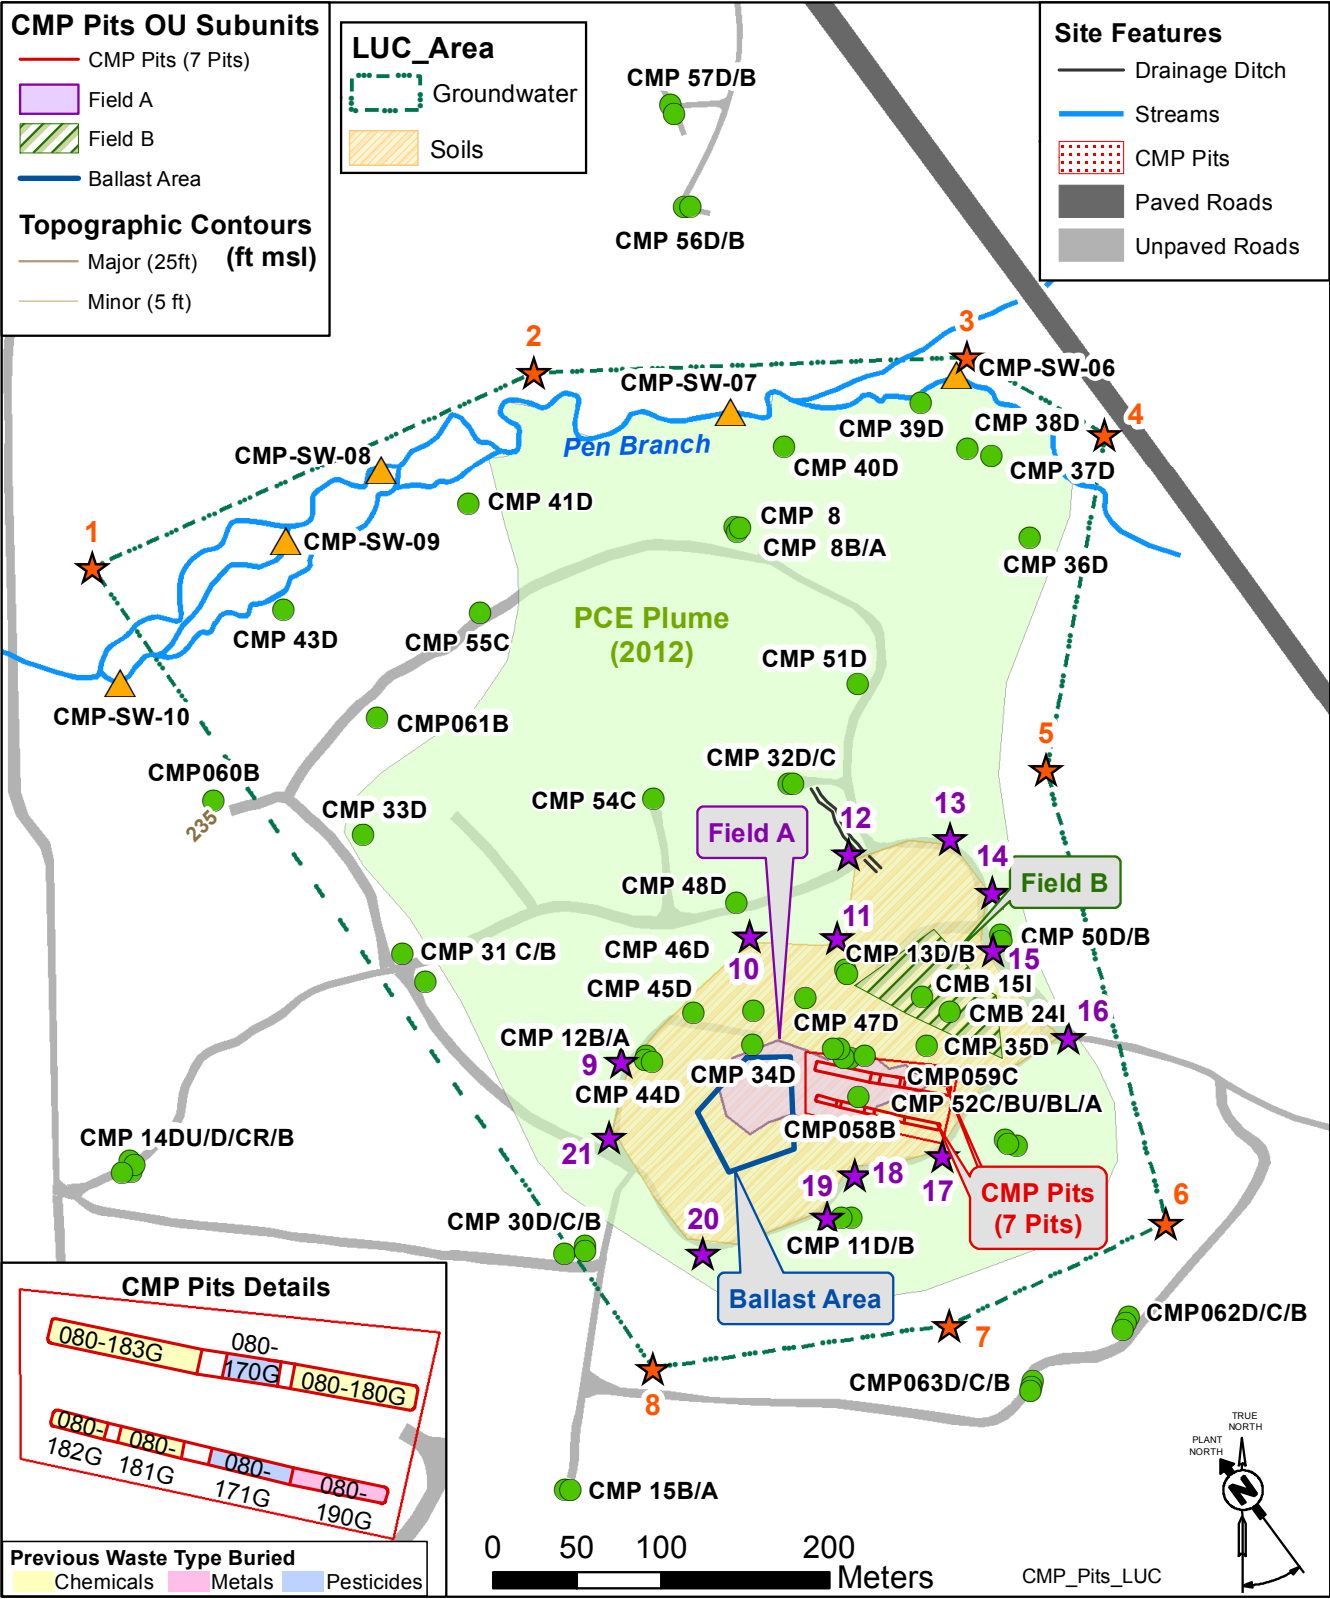 CMP Pits OU Subunits
CMP Pits (7 Pits)
Field A
Field B
Ballast Area
Topographic Contours
(ft msl)
Major (25ft)
Minor (5 ft)
LUC_Area
Groundwater
Soils
Site Features
Drainage Ditch
Streams
CMP Pits
Paved Roads
Unpaved Roads
CMP 57D/B
CMP 56D/B
2
3
CMP-SW-06
CMP-SW-07
4
CMP 39D
CMP 38D
Pen Branch
CMP-SW-08
CMP 40D
CMP 37D
CMP 41D
CMP 8
CMP 8B/A
1
CMP-SW-09
CMP 36D
CMP 43D
CMP 55C
PCE Plume
(2012)
CMP 51D
CMP-SW-10
CMP061B
5
CMP060B
235
CMP 32D/C
CMP 54C
CMP 33D
Field A
12
13
14
Field B
CMP 48D
11
CMP 46D
10
CMP 50D/B
15
CMP 31 C/B
CMP 13D/B
CMB 15I
CMP 45D
CMB 24I
16
CMP 47D
CMP 12B/A
9
CMP 35D
CMP 34D
CMP059C
CMP 44D
CMP 52C/BU/BL/A
CMP058B
CMP 14DU/D/CR/B
21
18
17
19
CMP Pits
(7 Pits)
6
20
CMP 30D/C/B
CMP 11D/B
Ballast Area
CMP062D/C/B
7
CMP063D/C/B
8
CMP 15B/A
CMP Pits Details
080-183G
080-
170G
080-180G
080-
182G
080-
181G
080-
171G
080-
190G
Previous Waste Type Buried
Chemicals
Metals
Pesticides
0 50 100 200
Meters
CMP_Pits_LUC
TRUE
NORTH
PLANT
NORTH
N